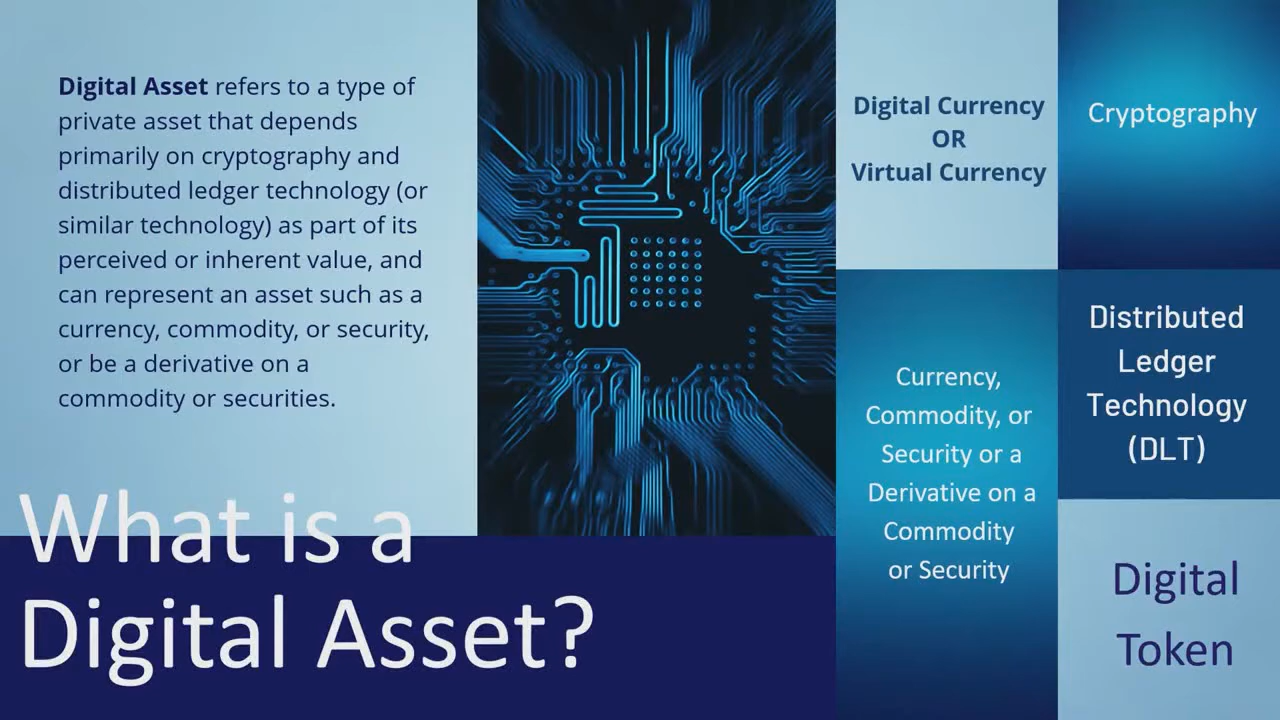 Digital Asset refers to a type of
private asset that depends
primarily on cryptography and
distributed ledger technology (or
similar technology) as part of its
perceived or inherent value, and
can represent an asset such as a
currency, commodity, or security,
or be a derivative on a
commodity or securities.
What is a
Digital Asset?
Digital Currency
OR
Virtual Currency
Cryptography
Currency,
Commodity, or
Security or a
Derivative on a
Commodity
or Security
Distributed
Ledger
Technology
(DLT)
Digital
Token